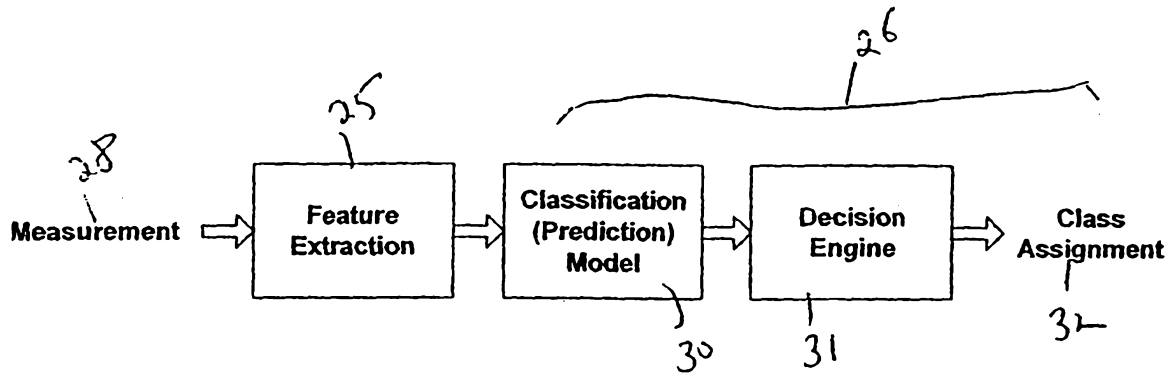 26
25
28
Measurement
Feature
Extraction
Classification
(Prediction)
Model
Decision
Engine
Class
Assignment
30
31
32